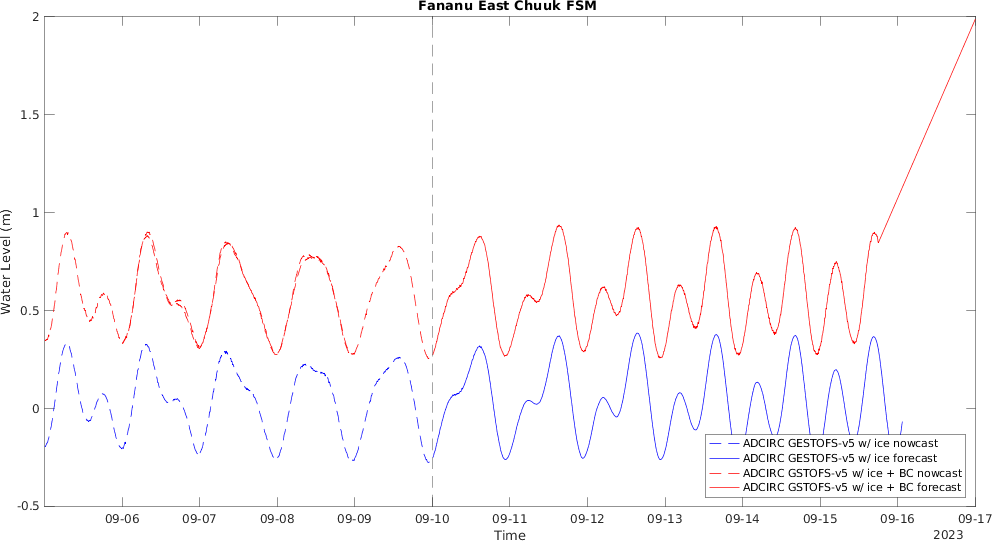 Fananu East Chuuk FSM
2
1.5
1
0.5
0
-0.5
Water Level (m)
ADCIRC GESTOFS-v5 w/ ice nowcast
ADCIRC GESTOFS-v5 w/ ice forecast
ADCIRC GSTOFS-v5 w/ ice + BC nowcast
ADCIRC GSTOFS-v5 w/ ice + BC forecast
09-06 09-07 09-08 09-09 09-10 09-11 09-12 09-13 09-14 09-15 09-16 09-17
Time
2023